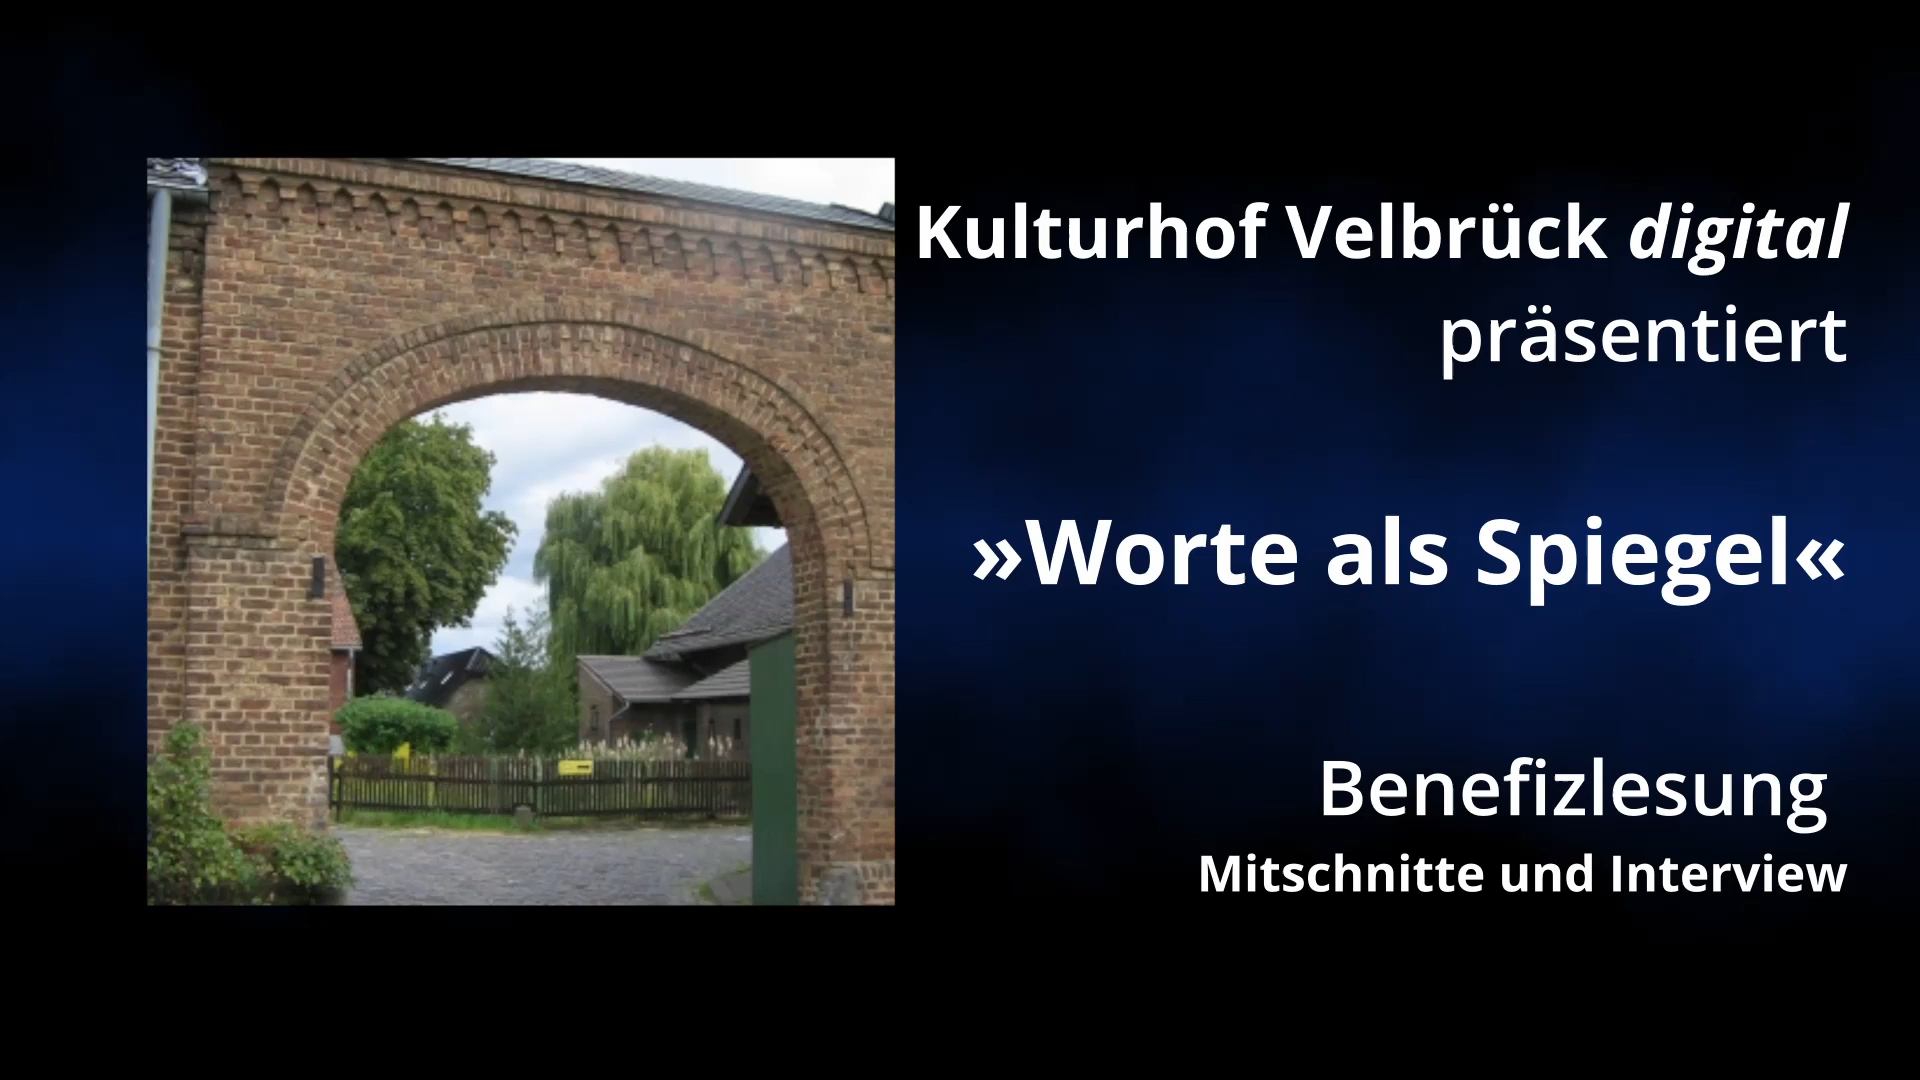 Kulturhof Velbrück digital
präsentiert
»Worte als Spiegel«
Benefizlesung
Mitschnitte und Interview